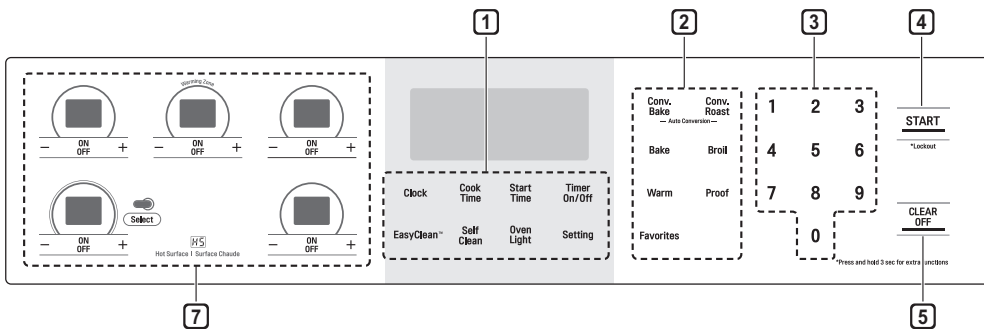 1
2
3
4
Warming Zone
- ON OFF +
- ON OFF +
- ON OFF +
- ON OFF +
Select
- ON OFF +
HS
Hot Surface | Surface Chaude
Clock
Cook Time
Start Time
Timer On/Off
EasyClean™
Self Clean
Oven Light
Setting
Conv. Bake
Conv. Roast
— Auto Conversion —
Bake
Broil
Warm
Proof
Favorites
1 2 3
4 5 6
7 8 9
0
START
*Lockout
CLEAR OFF
*Press and hold 3 sec for extra functions
7
5